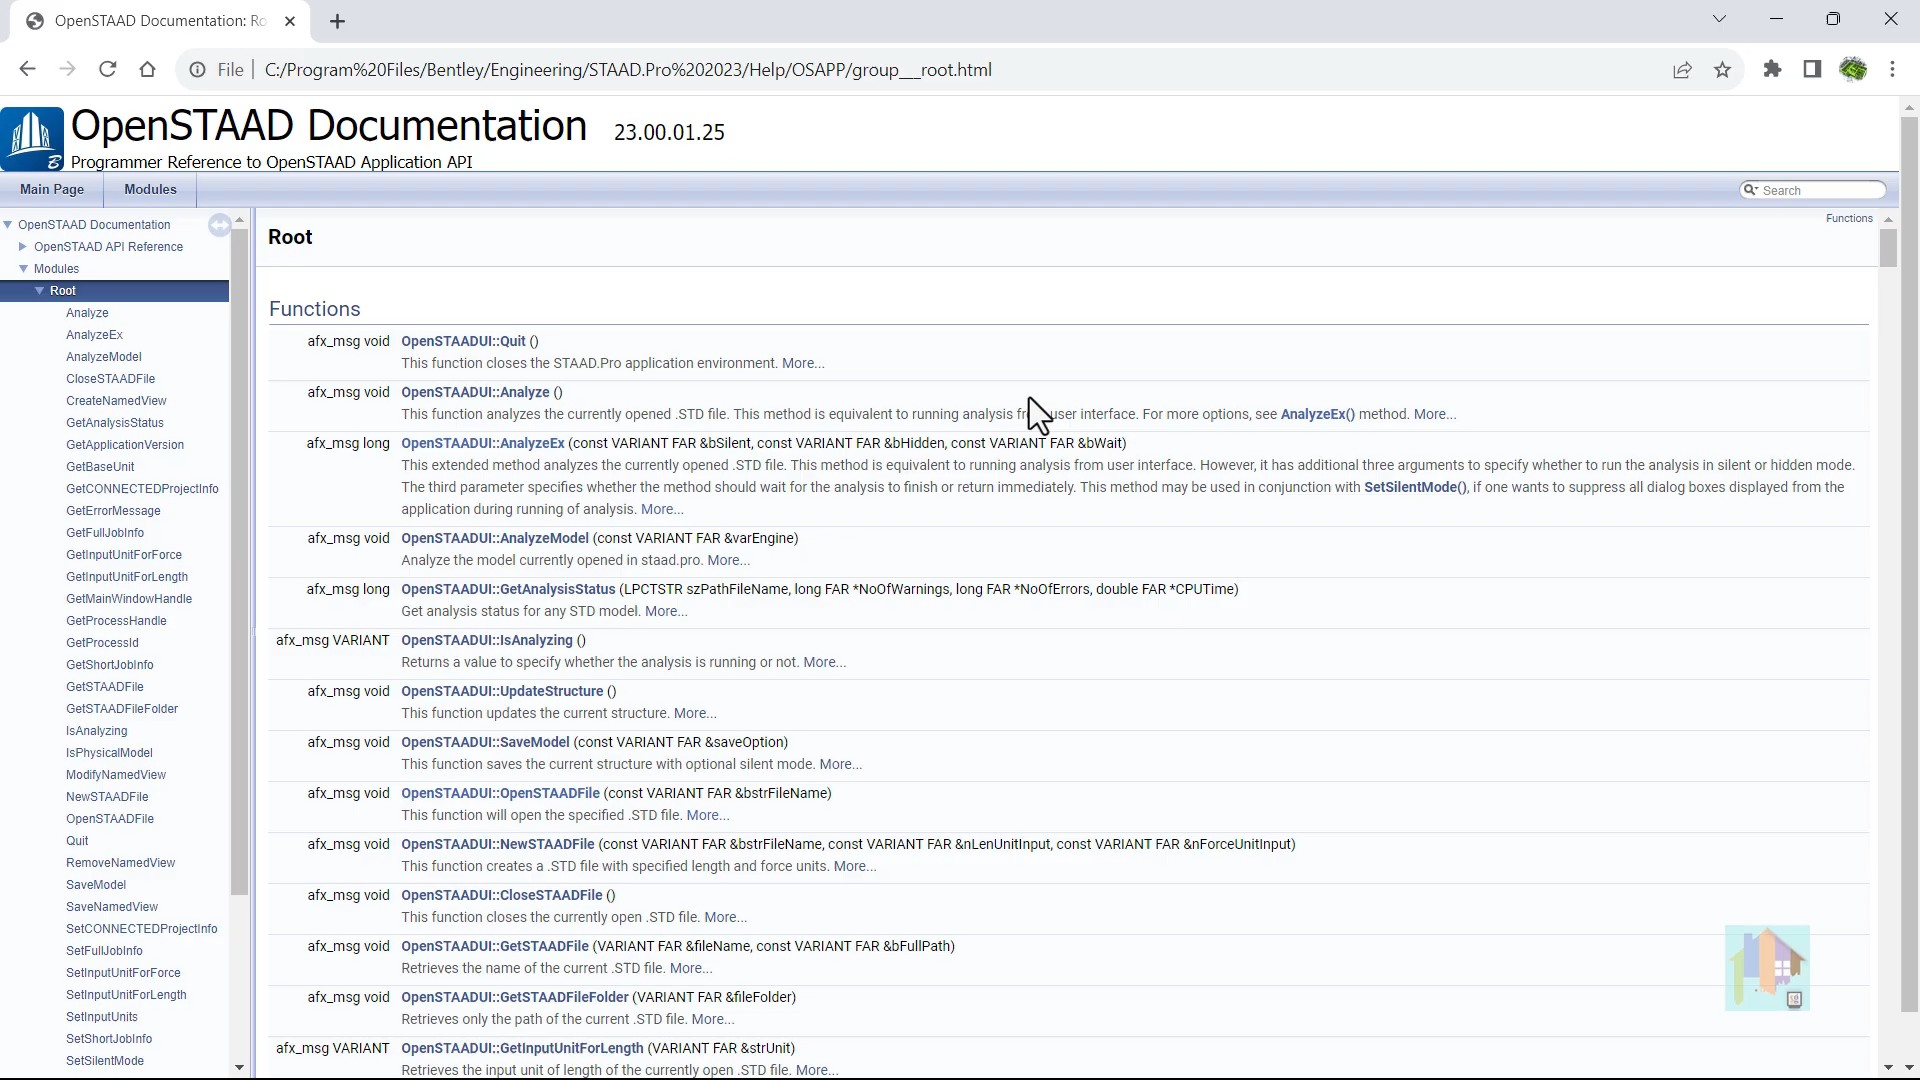 OpenSTAAD Documentation: Ro
File
C:/Program%20Files/Bentley/Engineering/STAAD.Pro%202023/Help/OSAPP/group___root.html
OpenSTAAD Documentation 23.00.01.25
Programmer Reference to OpenSTAAD Application API
Main Page
Modules
Search
OpenSTAAD Documentation
OpenSTAAD API Reference
Modules
Root
Analyze
AnalyzeEx
AnalyzeModel
CloseSTAADFile
CreateNamedView
GetAnalysisStatus
GetApplicationVersion
GetBaseUnit
GetCONNECTEDProjectInfo
GetErrorMessage
GetFullJobInfo
GetInputUnitForForce
GetInputUnitForLength
GetMainWindowHandle
GetProcessHandle
GetProcessId
GetShortJobInfo
GetSTAADFile
GetSTAADFileFolder
IsAnalyzing
IsPhysicalModel
ModifyNamedView
NewSTAADFile
OpenSTAADFile
Quit
RemoveNamedView
SaveModel
SaveNamedView
SetCONNECTEDProjectInfo
SetFullJobInfo
SetInputUnitForForce
SetInputUnitForLength
SetInputUnits
SetShortJobInfo
SetSilentMode
Functions
Root
Functions
afx_msg void OpenSTAADUI::Quit ()
This function closes the STAAD.Pro application environment. More...
afx_msg void OpenSTAADUI::Analyze ()
This function analyzes the currently opened .STD file. This method is equivalent to running analysis user interface. For more options, see AnalyzeEx() method. More...
afx_msg long OpenSTAADUI::AnalyzeEx (const VARIANT FAR &bSilent, const VARIANT FAR &bHidden, const VARIANT FAR &bWait)
This extended method analyzes the currently opened .STD file. This method is equivalent to running analysis from user interface. However, it has additional three arguments to specify whether to run the analysis in silent or hidden mode.
The third parameter specifies whether the method should wait for the analysis to finish or return immediately. This method may be used in conjunction with SetSilentMode(), if one wants to suppress all dialog boxes displayed from the
application during running of analysis. More...
afx_msg void OpenSTAADUI::AnalyzeModel (const VARIANT FAR &varEngine)
Analyze the model currently opened in staad.pro. More...
afx_msg long OpenSTAADUI::GetAnalysisStatus (LPCTSTR szPathFileName, long FAR *NoOfWarnings, long FAR *NoOfErrors, double FAR *CPUTime)
Get analysis status for any STD model. More...
afx_msg VARIANT OpenSTAADUI::IsAnalyzing ()
Returns a value to specify whether the analysis is running or not. More...
afx_msg void OpenSTAADUI::UpdateStructure ()
This function updates the current structure. More...
afx_msg void OpenSTAADUI::SaveModel (const VARIANT FAR &saveOption)
This function saves the current structure with optional silent mode. More...
afx_msg void OpenSTAADUI::OpenSTAADFile (const VARIANT FAR &bstrFileName)
This function will open the specified .STD file. More...
afx_msg void OpenSTAADUI::NewSTAADFile (const VARIANT FAR &bstrFileName, const VARIANT FAR &nLenUnitInput, const VARIANT FAR &nForceUnitInput)
This function creates a .STD file with specified length and force units. More...
afx_msg void OpenSTAADUI::CloseSTAADFile ()
This function closes the currently open .STD file. More...
afx_msg void OpenSTAADUI::GetSTAADFile (VARIANT FAR &fileName, const VARIANT FAR &bFullPath)
Retrieves the name of the current .STD file. More...
afx_msg void OpenSTAADUI::GetSTAADFileFolder (VARIANT FAR &fileFolder)
Retrieves only the path of the current .STD file. More...
afx_msg VARIANT OpenSTAADUI::GetInputUnitForLength (VARIANT FAR &strUnit)
Retrieves the input unit of length of the currently open .STD file. More...